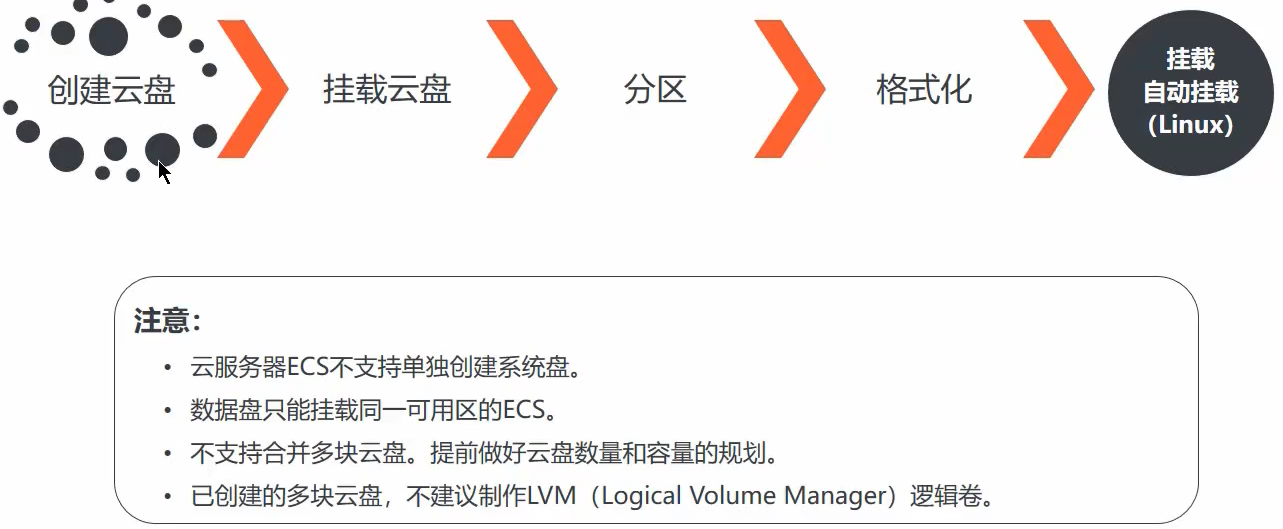 创建云盘
挂载云盘
分区
格式化
挂载
自动挂载
（Linux）
注意：
• 云服务器ECS不支持单独创建系统盘。
• 数据盘只能挂载同一可用区的ECS。
• 不支持合并多块云盘。提前做好云盘数量和容量的规划。
• 已创建的多块云盘，不建议制作LVM（Logical Volume Manager）逻辑卷。